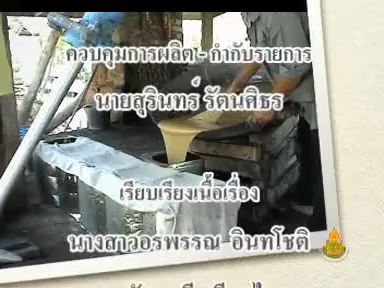 ควบคุมการผลิต - กำกับรายการ
นายสุรินทร์ รัตนศิธร
เรียบเรียงเนื้อเรื่อง
นางสาวอรพรรณ อินทโชติ